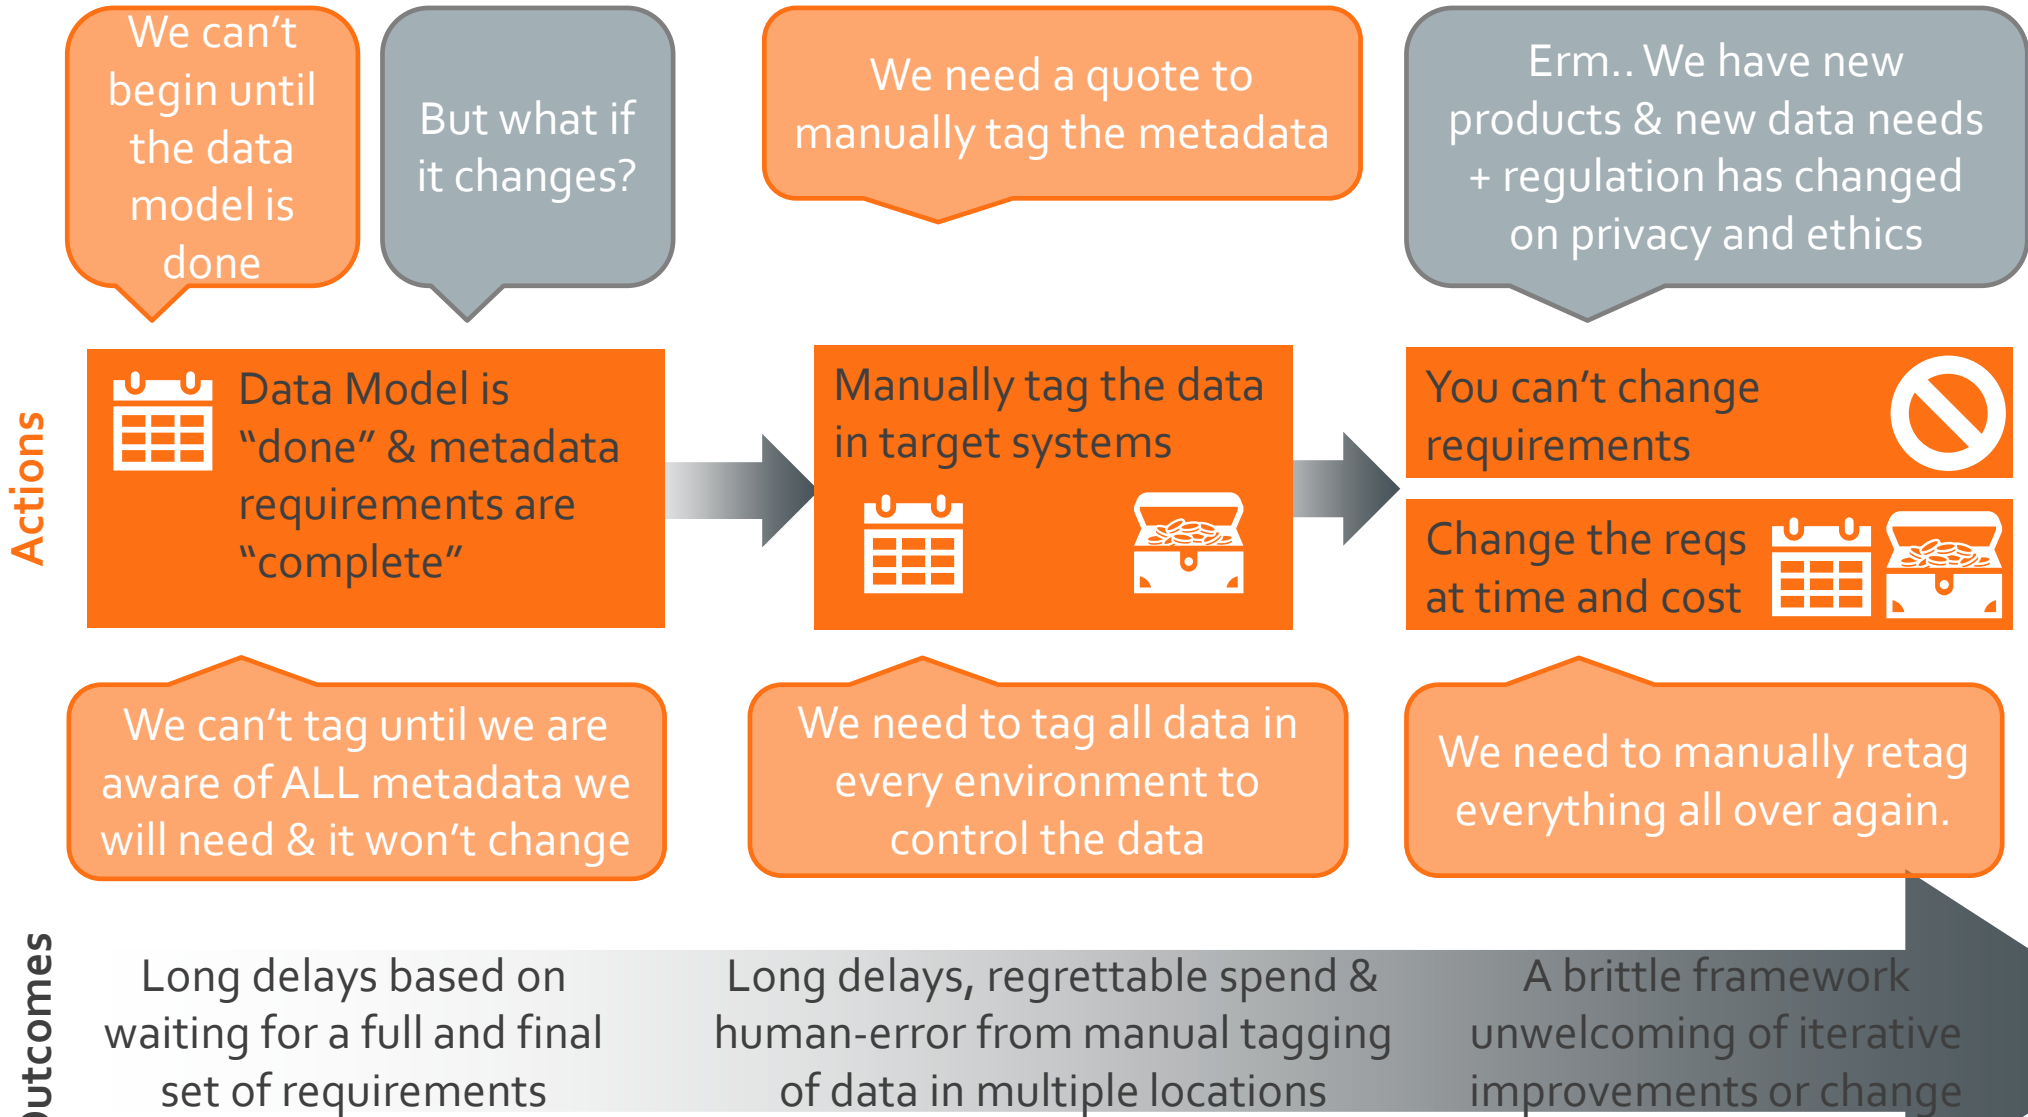 We can't
begin until
the data
model is
done
But what if
it changes?
We need a quote to
manually tag the metadata
Erm.. We have new
products & new data needs
+ regulation has changed
on privacy and ethics
Actions
Data Model is
“done” & metadata
requirements are
“complete”
Manually tag the data
in target systems
You can't change
requirements
Change the reqs
at time and cost
We can't tag until we are
aware of ALL metadata we
will need & it won't change
We need to tag all data in
every environment to
control the data
We need to manually retag
everything all over again.
Outcomes
Long delays based on
waiting for a full and final
set of requirements
Long delays, regrettable spend &
human-error from manual tagging
of data in multiple locations
A brittle framework
unwelcoming of iterative
improvements or change